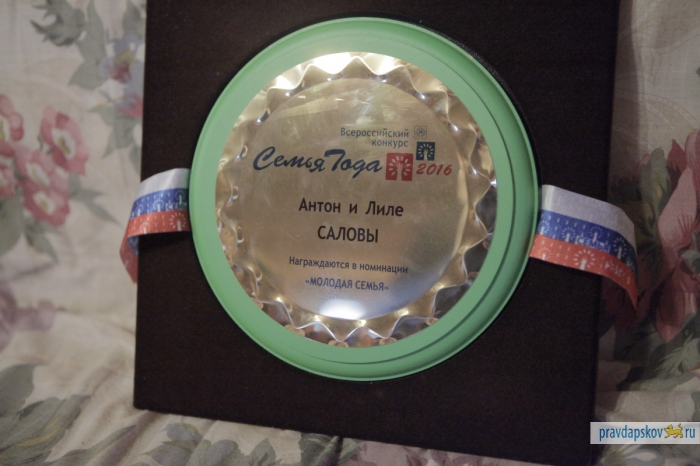 Всероссийский
конкурс
Семья Года
2016
Антон и Лиле
САЛОВЫ
Награждаются в номинации
«МОЛОДАЯ СЕМЬЯ»
pravdapskov.ru